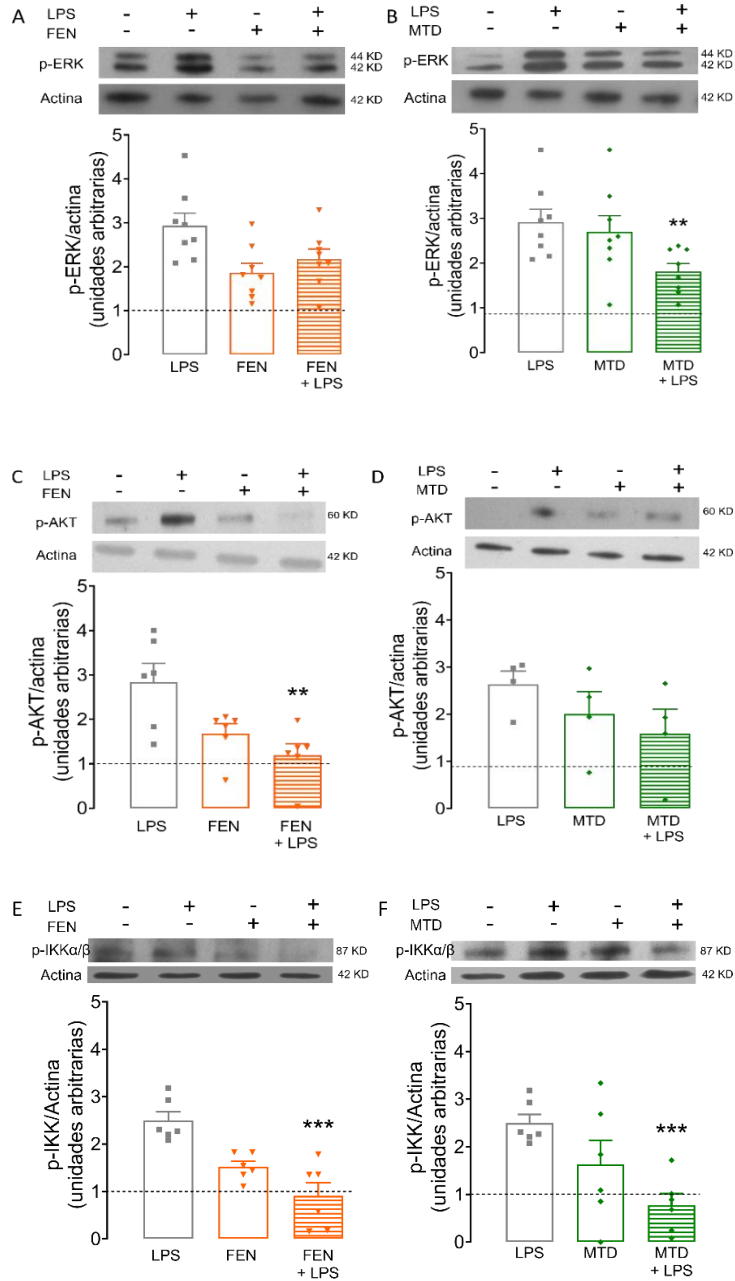 A
LPS - + - +
FEN - - + +
p-ERK 44 KD
42 KD
Actina 42 KD
p-ERK/actina
(unidades arbitrarias)
5
4
3
2
1
0
LPS FEN FEN
+ LPS
B
LPS - + - +
MTD - - + +
p-ERK 44 KD
42 KD
Actina 42 KD
p-ERK/actina
(unidades arbitrarias)
5
4
3
2
1
0
**
LPS MTD MTD
+ LPS
C
LPS - + - +
FEN - - + +
p-AKT 60 KD
Actina 42 KD
p-AKT/actina
(unidades arbitrarias)
5
4
3
2
1
0
**
LPS FEN FEN
+ LPS
D
LPS - + - +
MTD - - + +
p-AKT 60 KD
Actina 42 KD
p-AKT/actina
(unidades arbitrarias)
5
4
3
2
1
0
LPS MTD MTD
+ LPS
E
LPS - + - +
FEN - - + +
p-IKKα/β 87 KD
Actina 42 KD
p-IKK/Actina
(unidades arbitrarias)
5
4
3
2
1
0
***
LPS FEN FEN
+ LPS
F
LPS - + - +
MTD - - + +
p-IKKα/β 87 KD
Actina 42 KD
p-IKK/Actina
(unidades arbitrarias)
5
4
3
2
1
0
***
LPS MTD MTD
+ LPS